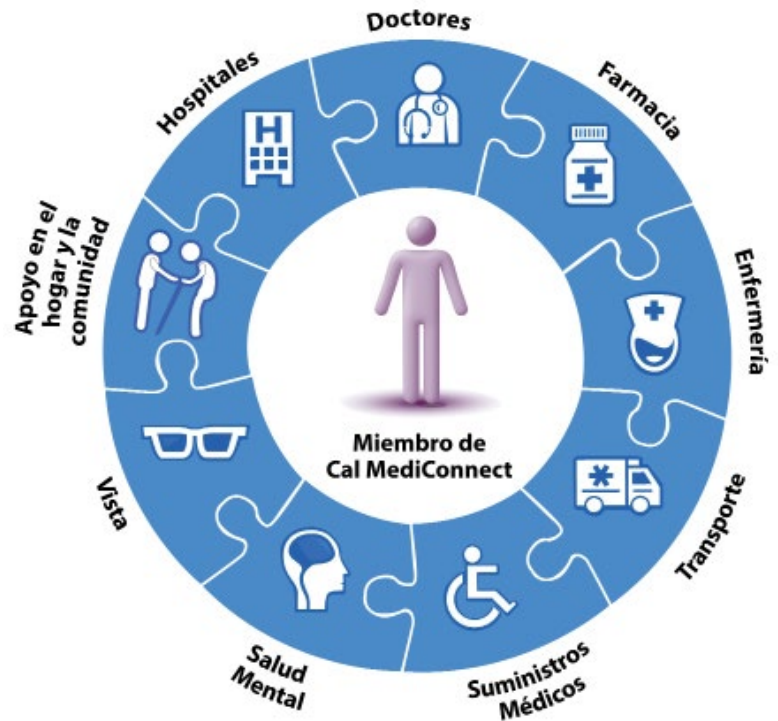 Doctores
Farmacia
Enfermería
Transporte
Suministros
Médicos
Salud
Mental
Vista
Apoyo en el
hogar y la
comunidad
Hospitales
H
Miembro de
Cal MediConnect